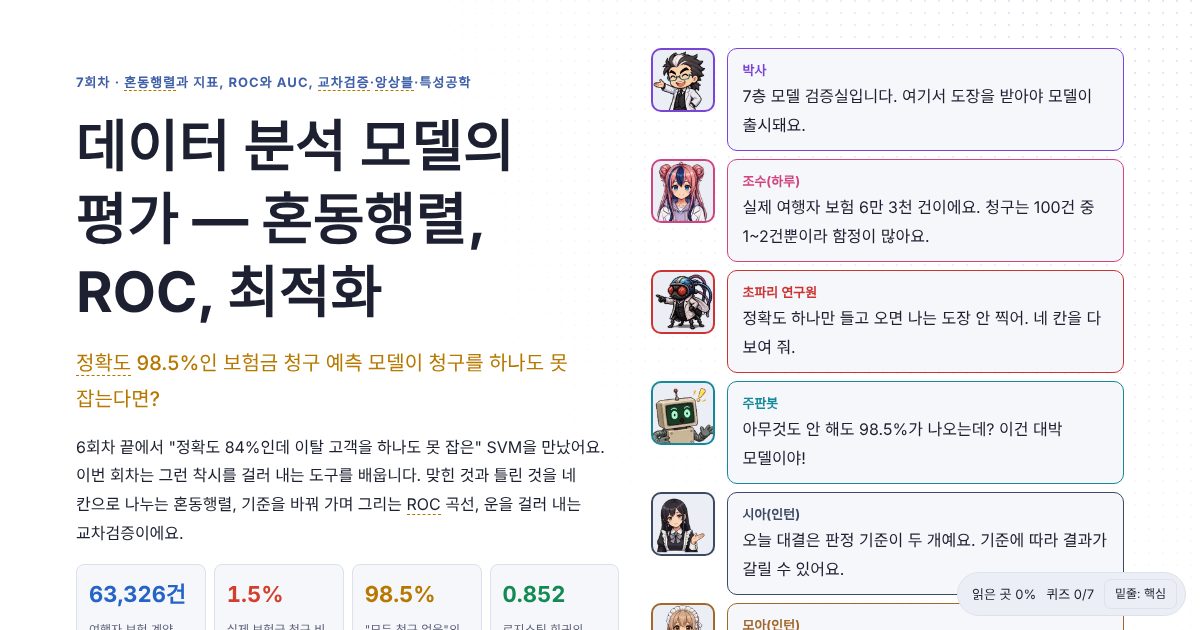 7회차 · 혼동행렬과 지표, ROC와 AUC, 교차검증·앙상블·특성공학
데이터 분석 모델의
평가 — 혼동행렬,
ROC, 최적화
정확도 98.5%인 보험금 청구 예측 모델이 청구를 하나도 못
잡는다면?
6회차 끝에서 "정확도 84%인데 이탈 고객을 하나도 못 잡은" SVM을 만났어요.
이번 회차는 그런 착시를 걸러 내는 도구를 배웁니다. 맞힌 것과 틀린 것을 네
칸으로 나누는 혼동행렬, 기준을 바꿔 가며 그리는 ROC 곡선, 운을 걸러 내는
교차검증이에요.
63,326건
1.5%
98.5%
0.852
박사
7층 모델 검증실입니다. 여기서 도장을 받아야 모델이
출시돼요.
조수(하루)
실제 여행자 보험 6만 3천 건이에요. 청구는 100건 중
1~2건뿐이라 함정이 많아요.
초파리 연구원
정확도 하나만 들고 오면 나는 도장 안 찍어. 네 칸을 다
보여 줘.
주판봇
아무것도 안 해도 98.5%가 나오는데? 이건 대박
모델이야!
시아(인턴)
오늘 대결은 판정 기준이 두 개예요. 기준에 따라 결과가
갈릴 수 있어요.
모아(인턴)
읽은 곳 0% 퀴즈 0/7 밑줄: 핵심